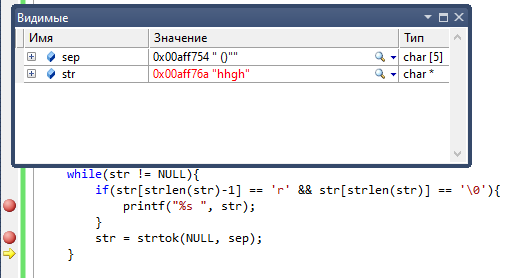 Видимые
Имя Значение Тип
sep 0x00aff754 " ()"" char [5]
str 0x00aff76a "hhgh" char *
while(str != NULL){
if(str[strlen(str)-1] == 'r' && str[strlen(str)] == '\0'){
printf("%s ", str);
}
str = strtok(NULL, sep);
}